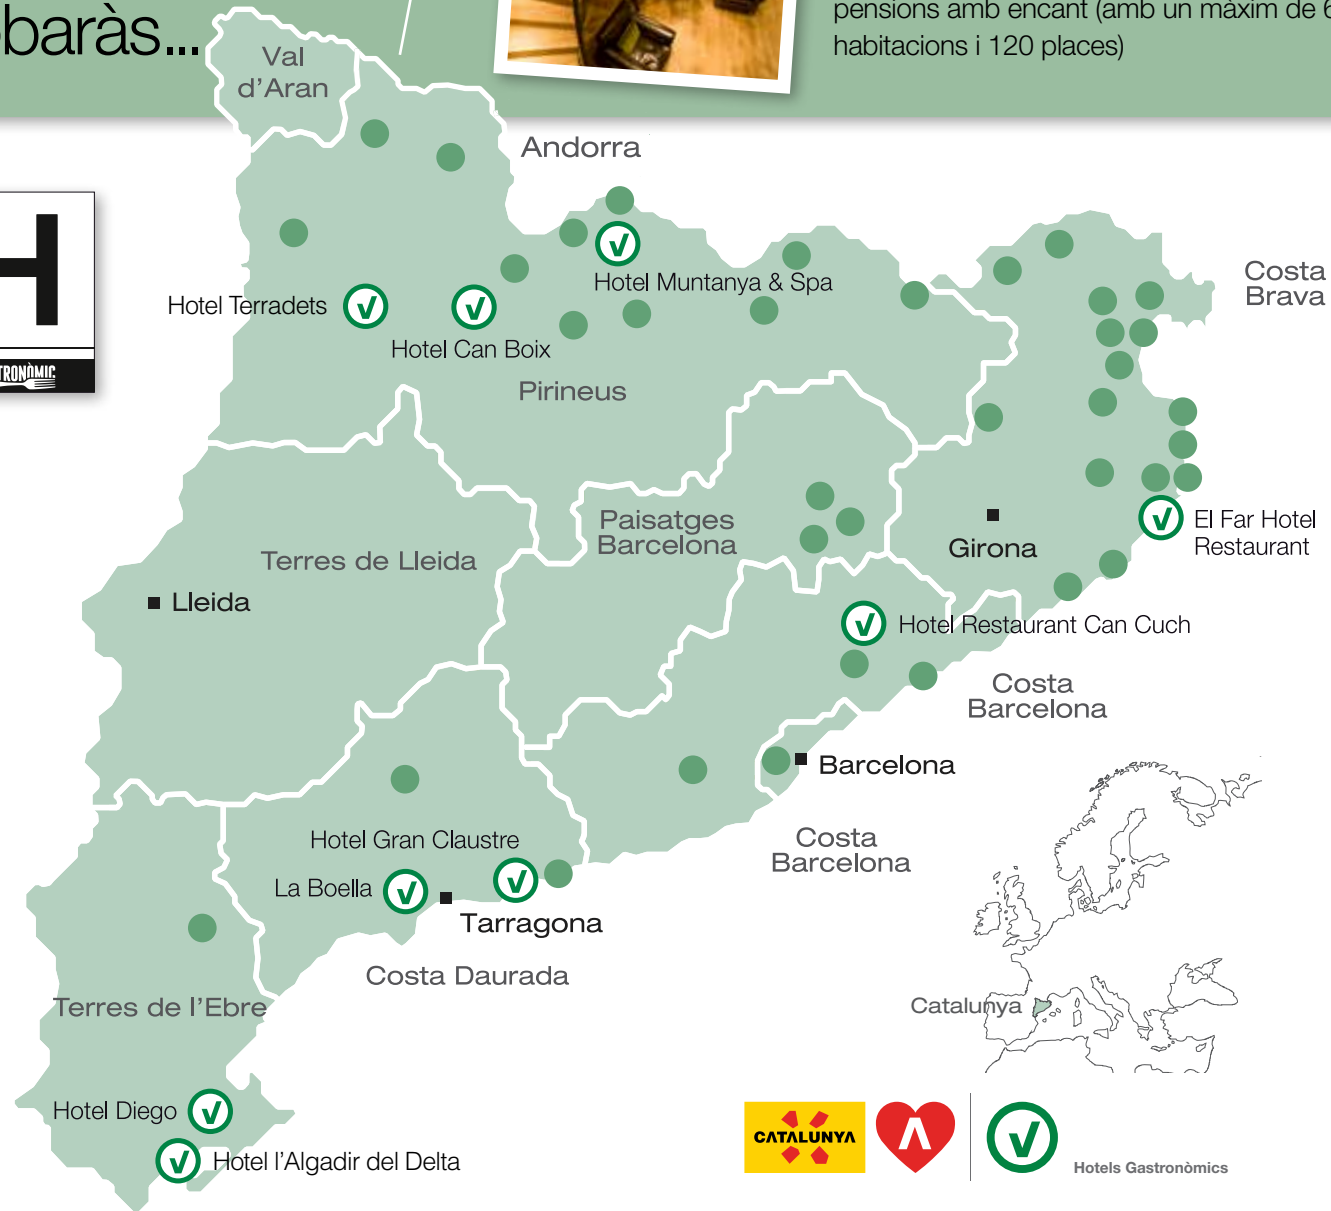 pensions amb encant (amb un màxim de 6
habitacions i 120 places)
Val
d'Aran
Andorra
H
Hotel Muntanya & Spa
Costa
Brava
Hotel Terradets
Hotel Can Boix
Pirineus
Paisatges
Barcelona
El Far Hotel
Restaurant
Girona
Terres de Lleida
Lleida
Hotel Restaurant Can Cuch
Costa
Barcelona
Barcelona
Hotel Gran Claustre
Costa
Barcelona
La Boella
Tarragona
Costa Daurada
Terres de l'Ebre
Catalunya
Hotel Diego
Hotel l'Algadir del Delta
CATALUNYA
Hotels Gastronòmics